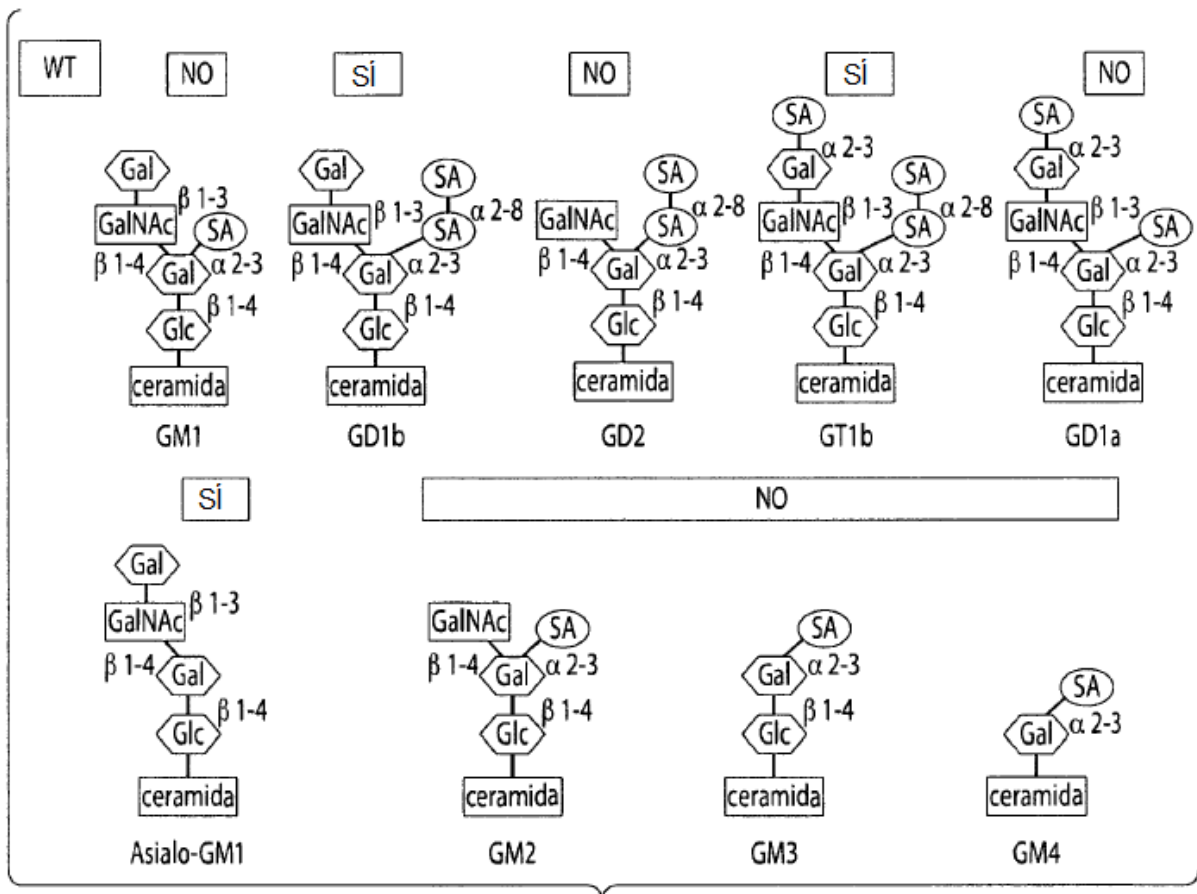 WT NO SÍ NO SÍ NO
SA SA
Gal Gal SA Gal α 2-3 SA Gal α 2-3
β 1-3 SA α 2-8 SA α 2-8
GalNAc SA GalNAc β 1-3 SA GalNAc SA GalNAc β 1-3 SA GalNAc β 1-3 SA
β 1-4 Gal α 2-3 β 1-4 Gal α 2-3 β 1-4 Gal α 2-3 β 1-4 Gal α 2-3 β 1-4 Gal α 2-3
β 1-4 β 1-4 β 1-4 β 1-4 β 1-4
Glc Glc Glc Glc Glc
ceramida ceramida ceramida ceramida ceramida
GM1 GD1b GD2 GT1b GD1a
SÍ NO
Gal
β 1-3
GalNAc GalNAc SA SA
β 1-4 Gal β 1-4 Gal α 2-3 Gal α 2-3
β 1-4 β 1-4 β 1-4 SA
Glc Glc Glc Gal α 2-3
ceramida ceramida ceramida ceramida
Asialo-GM1 GM2 GM3 GM4